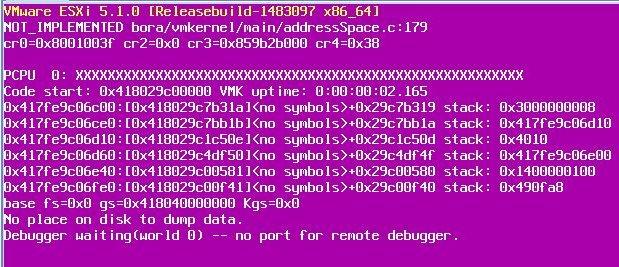 VMware ESXi 5.1.0 [Releasebuild-1483097 x86_64]
NOT_IMPLEMENTED bora/vmkernel/main/addressSpace.c:179
cr0=0x8001003f cr2=0x0 cr3=0x859b2b000 cr4=0x38
PCPU  0: XXXXXXXXXXXXXXXXXXXXXXXXXXXXXXXXXXXXXXXXXXXXXXXXXXXXXXXX
Code start: 0x418029c00000 VMK uptime: 0:00:00:02.165
0x417fe9c06c00:[0x418029c7b31a]<no symbols>+0x29c7b319 stack: 0x3000000008
0x417fe9c06ce0:[0x418029c7bb1b]<no symbols>+0x29c7bb1a stack: 0x417fe9c06d10
0x417fe9c06d10:[0x418029c1c50e]<no symbols>+0x29c1c50d stack: 0x4010
0x417fe9c06d60:[0x418029c4df50]<no symbols>+0x29c4df4f stack: 0x417fe9c06e00
0x417fe9c06e40:[0x418029c00581]<no symbols>+0x29c00580 stack: 0x1400000100
0x417fe9c06fe0:[0x418029c00f41]<no symbols>+0x29c00f40 stack: 0x490fa8
base fs=0x0 gs=0x418040000000 Kgs=0x0
No place on disk to dump data.
Debugger waiting(world 0) -- no port for remote debugger.